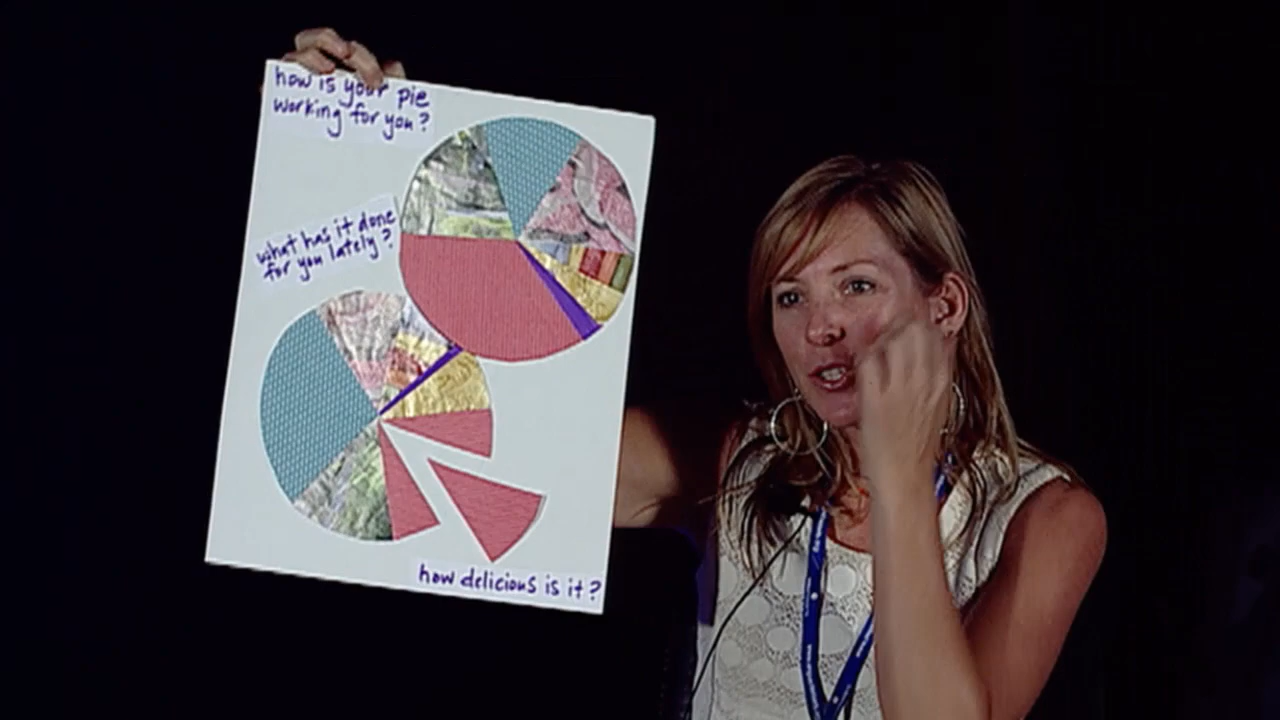 how is your pie
working for you?
what has it done
for you lately?
how delicious is it?